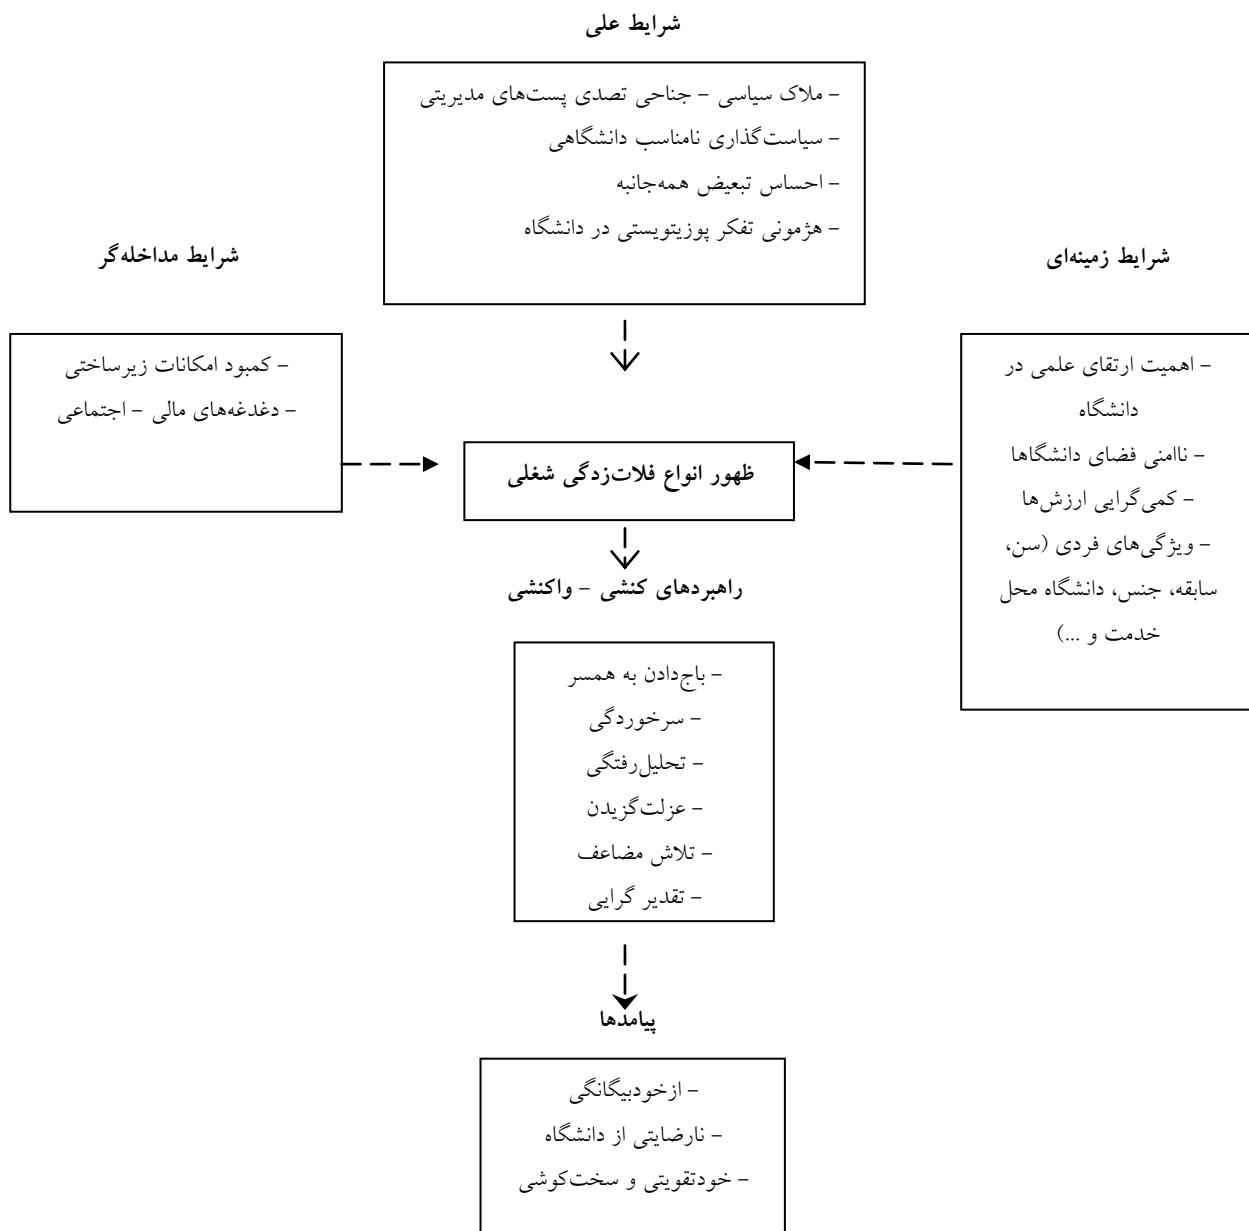 شرایط علی
- ملاک سیاسی - جناحی تصدی پست‌های مدیریتی
- سیاست‌گذاری نامناسب دانشگاهی
- احساس تبعیض همه‌جانبه
- هژمونی تفکر پوزیتویستی در دانشگاه
شرایط زمینه‌ای
- اهمیت ارتقای علمی در
دانشگاه
- ناامنی فضای دانشگاها
- کمی‌گرایی ارزش‌ها
- ویژگی‌های فردی (سن،
سابقه، جنس، دانشگاه محل
خدمت و ...)
شرایط مداخله‌گر
- کمبود امکانات زیرساختی
- دغدغه‌های مالی - اجتماعی
ظهور انواع فلات‌زدگی شغلی
راهبردهای کنشی - واکنشی
- باج‌دادن به همسر
- سرخوردگی
- تحلیل‌رفتگی
- عزلت‌گزیدن
- تلاش مضاعف
- تقدیر گرایی
پیامدها
- ازخودبیگانگی
- نارضایتی از دانشگاه
- خودتقویتی و سخت‌کوشی